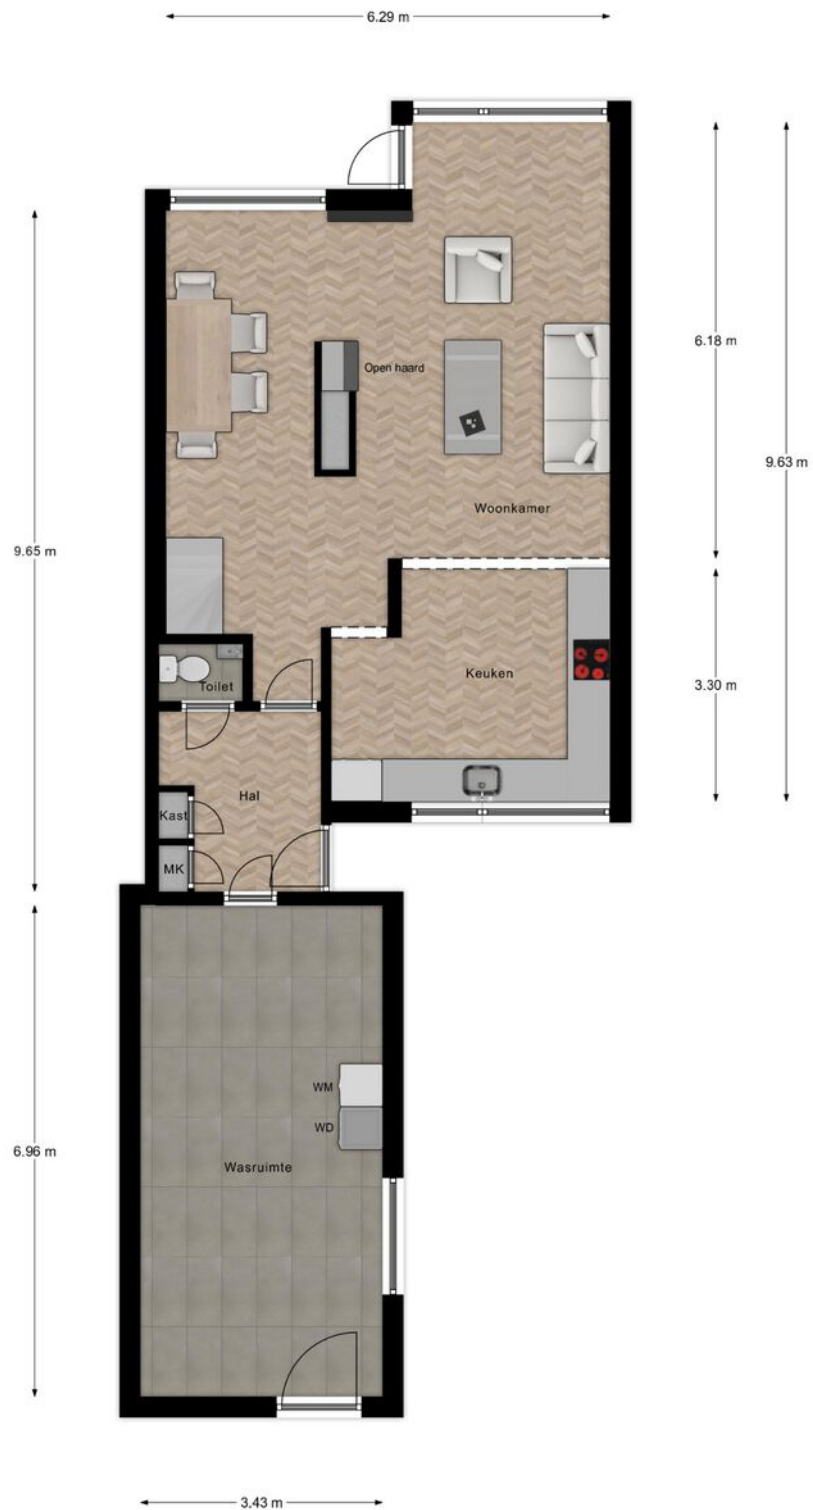 6.29 m
6.18 m
Open haard
9.63 m
Woonkamer
9.65 m
Keuken
3.30 m
Toilet
Hal
Kast
MK
WM
WD
6.96 m
Wasruimte
3.43 m